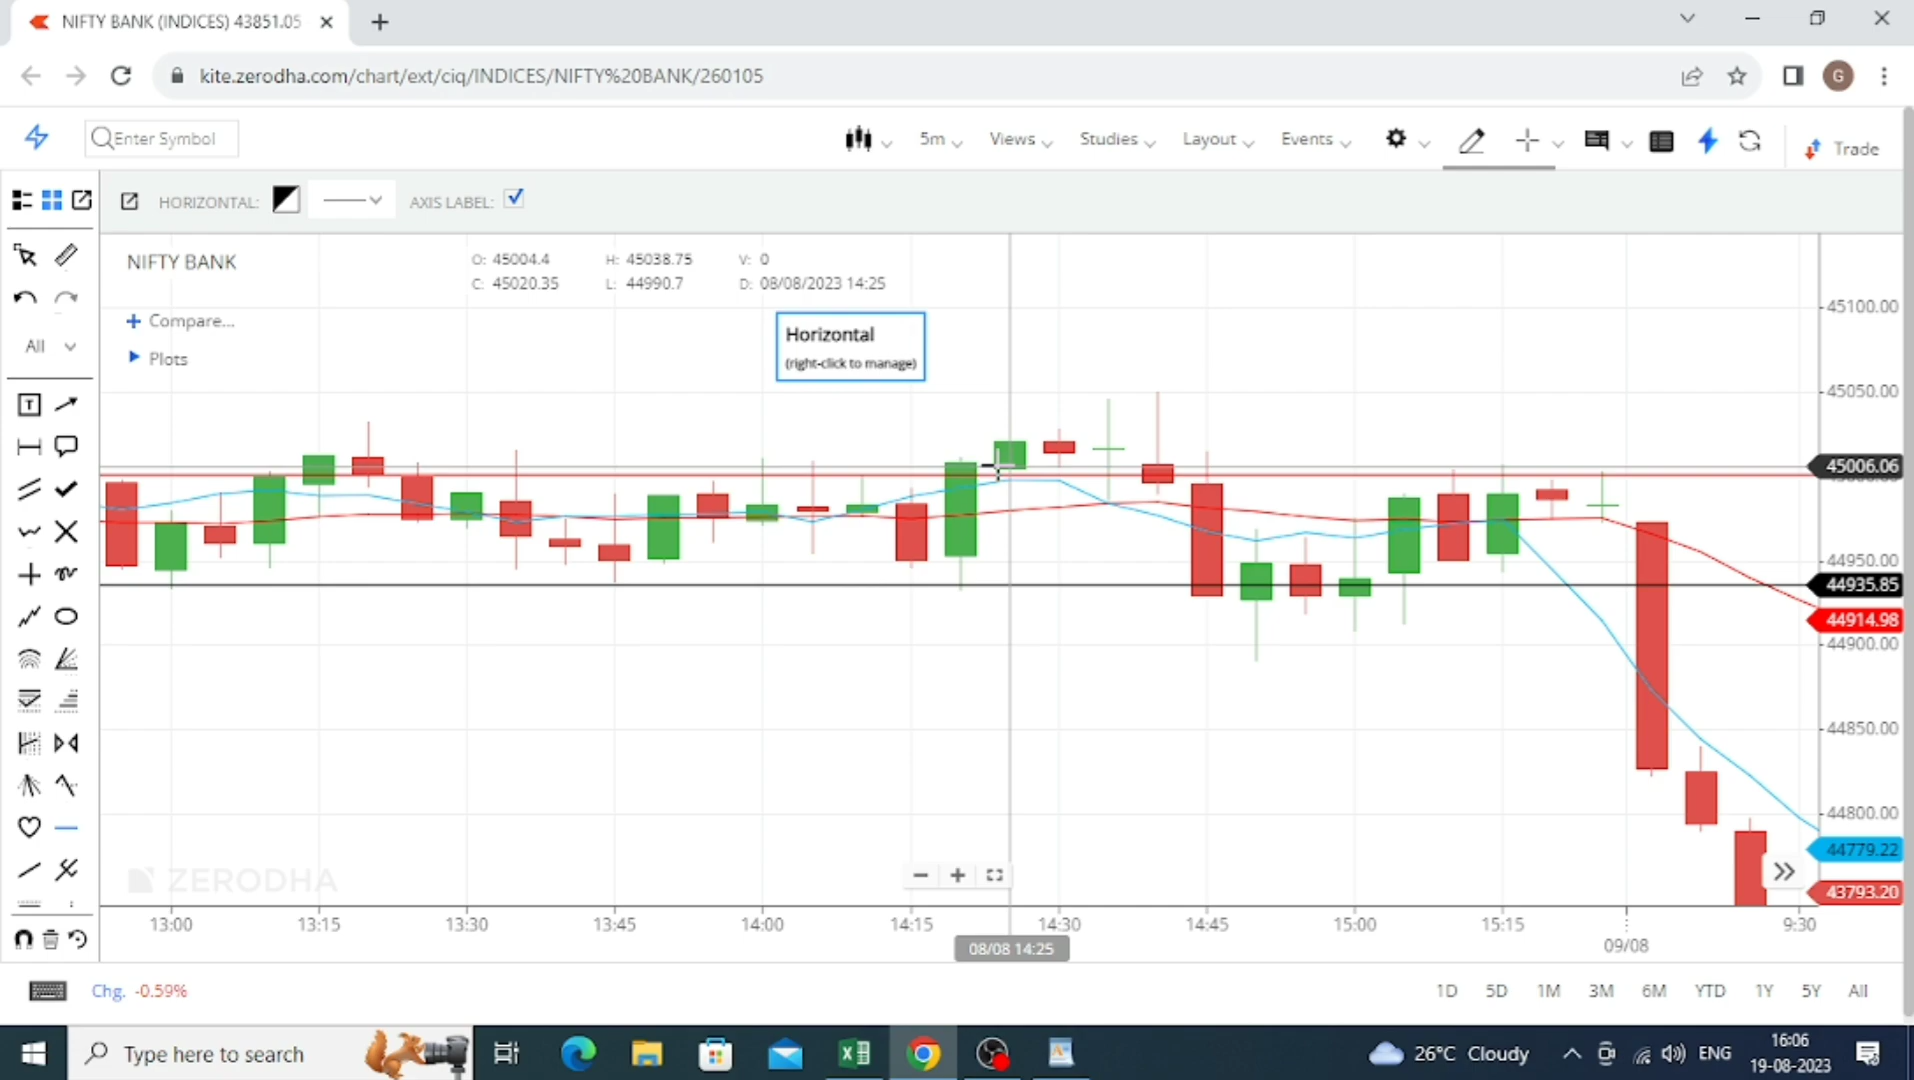 NIFTY BANK (INDICES) 43851.05
kite.zerodha.com/chart/ext/ciq/INDICES/NIFTY%20BANK/260105
G
Enter Symbol
5m
Views
Studies
Layout
Events
Trade
HORIZONTAL:
AXIS LABEL:
NIFTY BANK
O: 45004.4 H: 45038.75 V: 0
C: 45020.35 L: 44990.7 D: 08/08/2023 14:25
Compare...
Plots
All
Horizontal
(right-click to manage)
T
45100.00
45050.00
45006.06
44950.00
44935.85
44914.98
44900.00
44850.00
44800.00
44779.22
43793.20
ZERODHA
13:00 13:15 13:30 13:45 14:00 14:15 14:30 14:45 15:00 15:15 9:30
08/08 14:25
09/08
Chg. -0.59%
1D 5D 1M 3M 6M YTD 1Y 5Y All
Type here to search
26°C Cloudy
ENG
16:06
19-08-2023